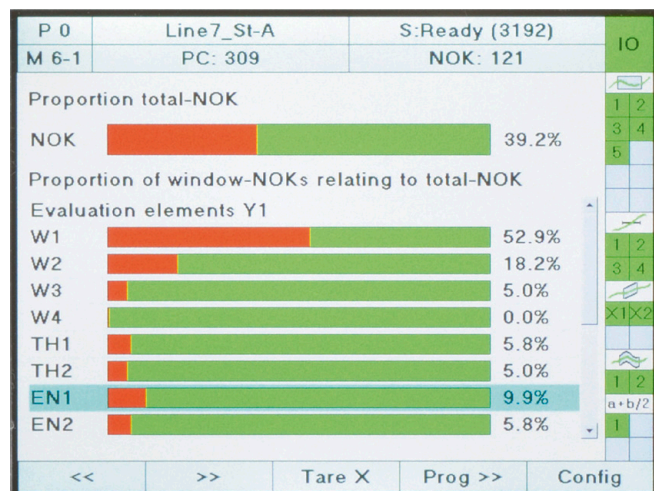 P 0 Line7_St-A S:Ready (3192) IO
M 6-1 PC: 309 NOK: 121
Proportion total-NOK
NOK 39.2%
Proportion of window-NOKs relating to total-NOK
Evaluation elements Y1
W1 52.9%
W2 18.2%
W3 5.0%
W4 0.0%
TH1 5.8%
TH2 5.0%
EN1 9.9%
EN2 5.8%
1 2
3 4
5
1 2
3 4
X1 X2
1 2
a+b/2
1
<< >> Tare X Prog >> Config